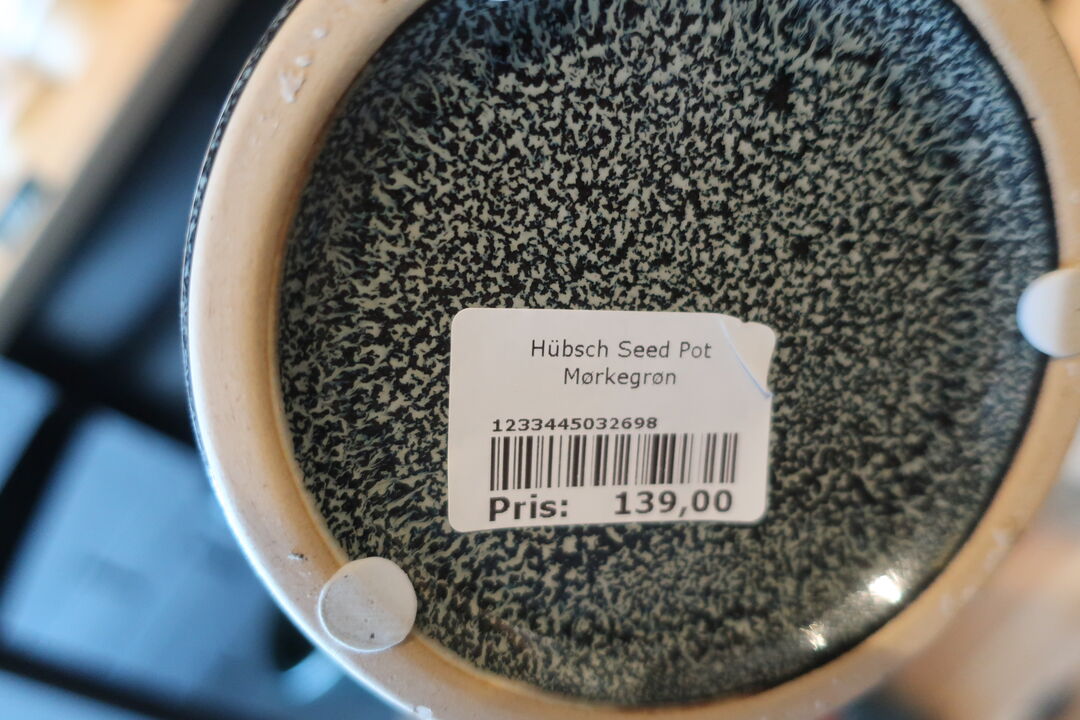 Hübsch Seed Pot
Mørkegrøn
1233445032698
Pris: 139,00